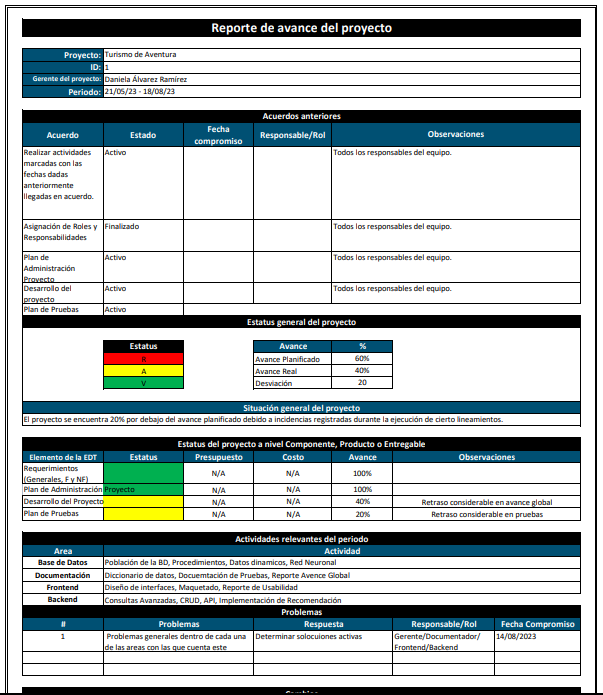 Reporte de avance del proyecto
Proyecto: Turismo de Aventura
ID: 1
Gerente del proyecto: Daniela Álvarez Ramírez
Periodo: 21/05/23 - 18/08/23
Acuerdos anteriores
Acuerdo Estado Fecha compromiso Responsable/Rol Observaciones
Realizar actividades Activo Todos los responsables del equipo.
marcadas con las
fechas dadas
anteriormente
llegadas en acuerdo.
Asignación de Roles y Finalizado Todos los responsables del equipo.
Responsabilidades
Plan de Activo Todos los responsables del equipo.
Administración
Proyecto
Desarrollo del Activo Todos los responsables del equipo.
proyecto
Plan de Pruebas Activo
Estatus general del proyecto
Estatus Avance %
R Avance Planificado 60%
A Avance Real 40%
V Desviación 20
Situación general del proyecto
El proyecto se encuentra 20% por debajo del avance planificado debido a incidencias registradas durante la ejecución de cierto lineamientos.
Estatus del proyecto a nivel Componente, Producto o Entregable
Elemento de la EDT Estatus Presupuesto Costo Avance Observaciones
Requerimientos N/A N/A 100%
(Generales, F y NF)
Plan de Administración Proyecto N/A N/A 100%
Desarrollo del Proyecto N/A N/A 40% Retraso considerable en avance global
Plan de Pruebas N/A N/A 20% Retraso considerable en pruebas
Actividades relevantes del periodo
Area Actividad
Base de Datos Población de la BD, Procedimientos, Datos dinamicos, Red Neuronal
Documentación Diccionario de datos, Docuemtación de Pruebas, Reporte Avence Global
Frontend Diseño de interfaces, Maquetado, Reporte de Usabilidad
Backend Consultas Avanzadas, CRUD, API, Implementación de Recomendación
Problemas
# Problemas Respuesta Responsable/Rol Fecha Compromiso
1 Problemas generales dentro de cada una Determinar solocuiones activas Gerente/Documentador/ 14/08/2023
de las areas con las que cuenta este Frontend/Backend